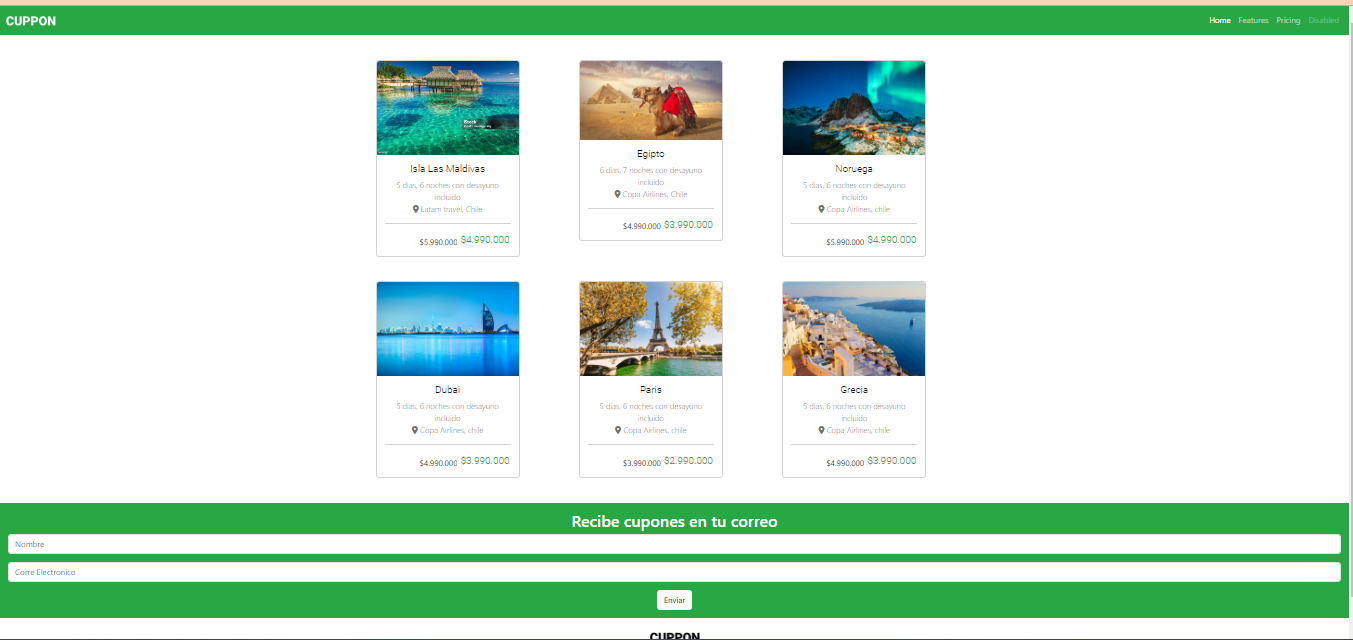 CUPPON
Home Features Pricing Disabled
Isla Las Maldivas
5 dias, 6 noches con desayuno
incluido
Latam travel, Chile
$5.990.000 $4.990.000
Egipto
6 dias, 7 noches con desayuno
incluido
Copa Airlines, Chile
$4.990.000 $3.990.000
Noruega
5 dias, 6 noches con desayuno
incluido
Copa Airlines, chile
$5.990.000 $4.990.000
Dubai
5 dias, 6 noches con desayuno
incluido
Copa Airlines, chile
$4.990.000 $3.990.000
Paris
5 dias, 6 noches con desayuno
incluido
Copa Airlines, chile
$3.990.000 $2.990.000
Grecia
5 dias, 6 noches con desayuno
incluido
Copa Airlines, chile
$4.990.000 $3.990.000
Recibe cupones en tu correo
Nombre
Corre Electronico
Enviar
CUPPON